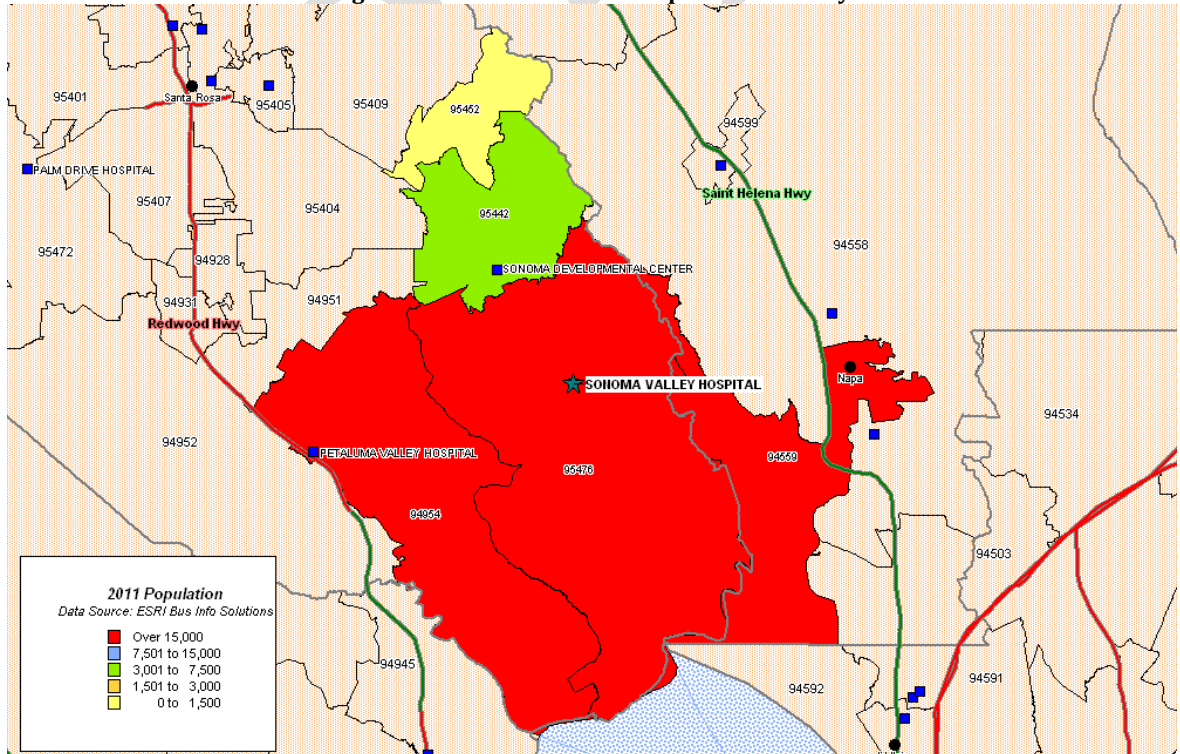 95401
Santa Rosa
95405
95409
95452
94599
PALM DRIVE HOSPITAL
95407
95404
95442
Saint Helena Hwy
94558
95472
94928
SONOMA DEVELOPMENTAL CENTER
94931
94951
Redwood Hwy
Napa
SONOMA VALLEY HOSPITAL
94534
94952
PETALUMA VALLEY HOSPITAL
95476
94559
94954
94503
2011 Population
Data Source: ESRI Bus Info Solutions
Over 15,000
7,501 to 15,000
3,001 to 7,500
1,501 to 3,000
0 to 1,500
94945
94592
94591